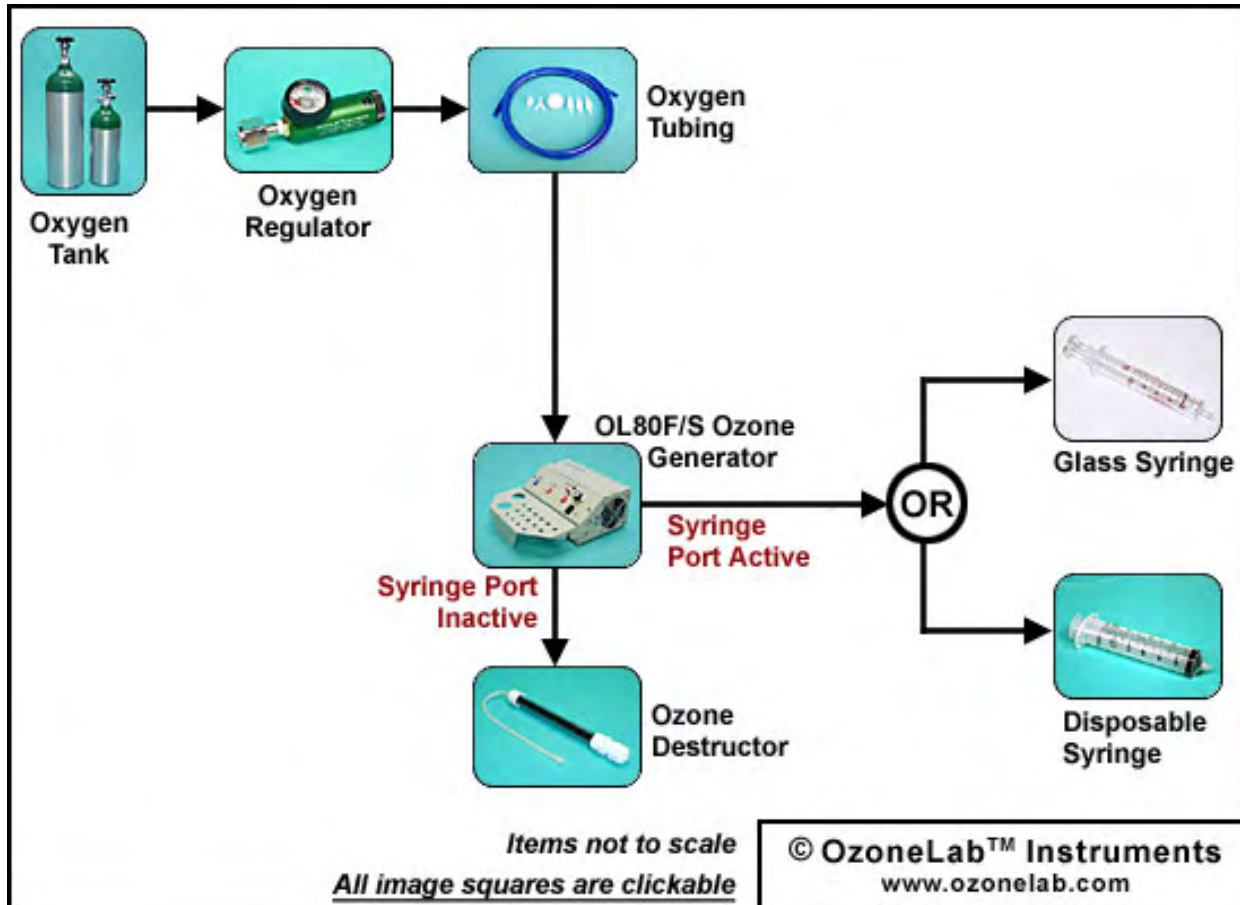 Oxygen
Tank
Oxygen
Regulator
Oxygen
Tubing
OL80F/S Ozone
Generator
Syringe
Port Active
OR
Glass Syringe
Disposable
Syringe
Syringe Port
Inactive
Ozone
Destructor
Items not to scale
All image squares are clickable
© OzoneLab™ Instruments
www.ozonelab.com